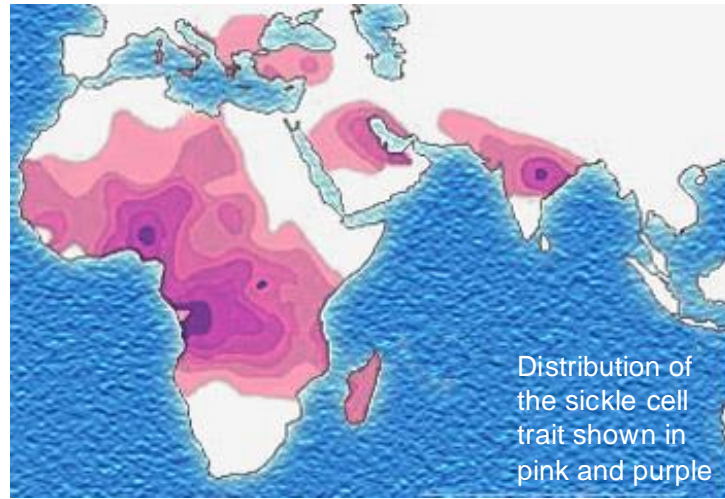 Distribution of
the sickle cell
trait shown in
pink and purple